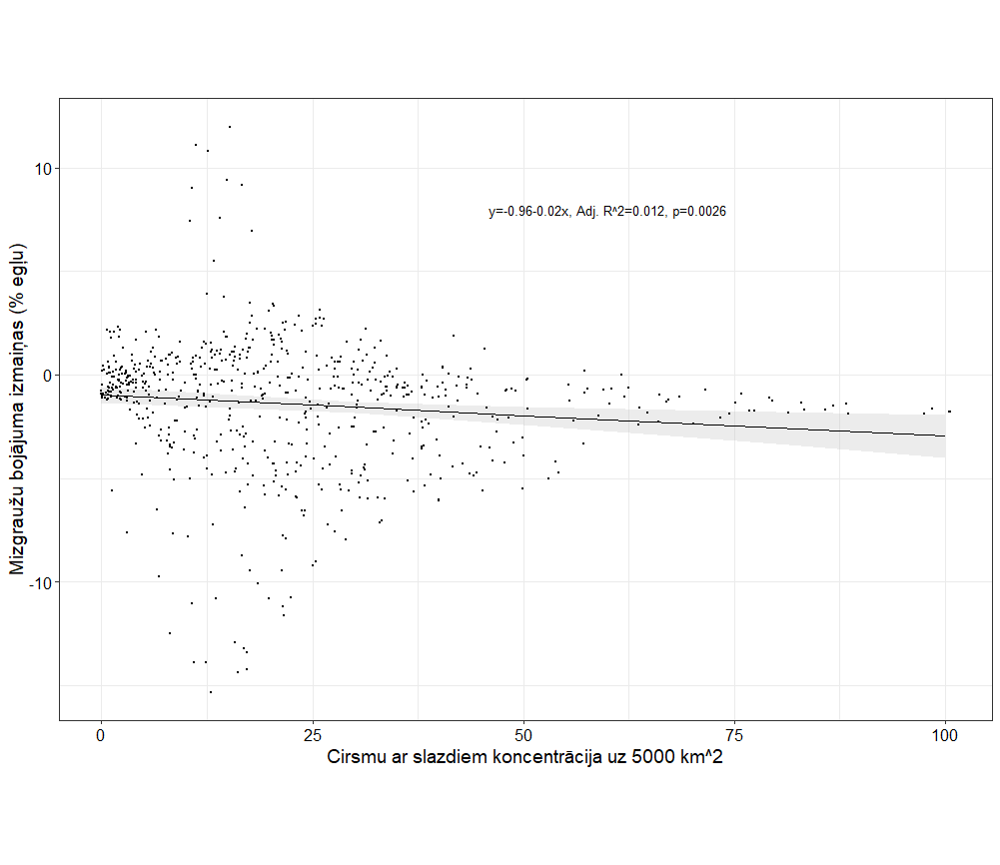 y=-0.96-0.02x, Adj. R^2=0.012, p=0.0026
10
0
-10
Mizgraužu bojājuma izmaiņas (% egļu)
0
25
50
75
100
Cirsmu ar slazdiem koncentrācija uz 5000 km^2